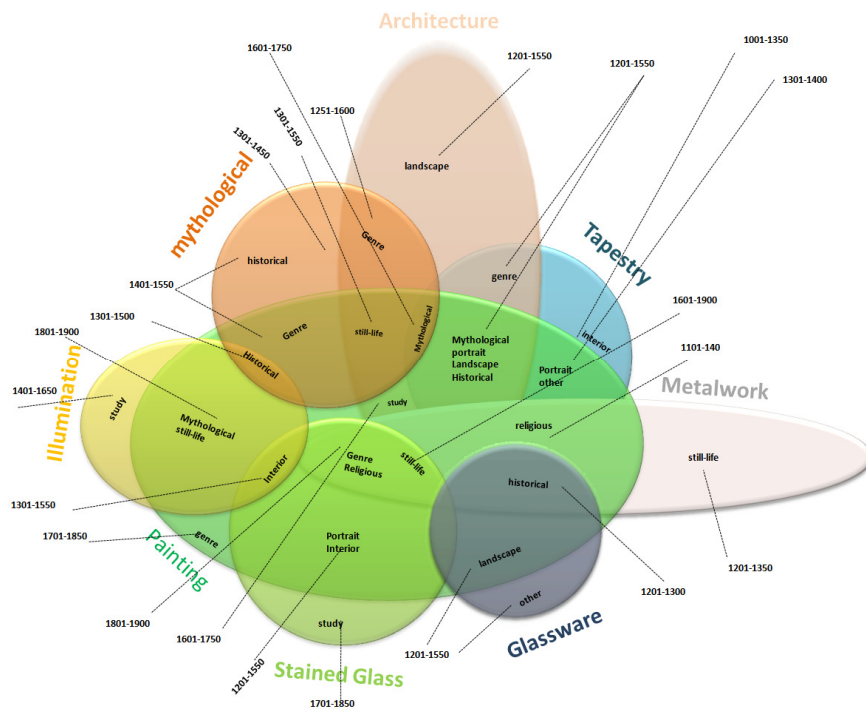 Architecture
1601-1750
1001-1350
1201-1550
1201-1550
1301-1400
1251-1600
1301-1550
1301-1450
mythological
landscape
Tapestry
Genre
historical
genre
1401-1550
1601-1900
1301-1500
Genre
still-life
Mythological
Mythological
portrait
Landscape
Historical
interior
1801-1900
1101-140
Historical
Portrait
other
Metalwork
1401-1650
Illumination
study
study
Mythological
still-life
religious
still-life
Genre
Religious
still-life
Interior
historical
1301-1550
1701-1850
genre
Painting
Portrait
Interior
landscape
1201-1350
1201-1300
other
1801-1900
1601-1750
study
1201-1550
Glassware
1201-1550
Stained Glass
1701-1850